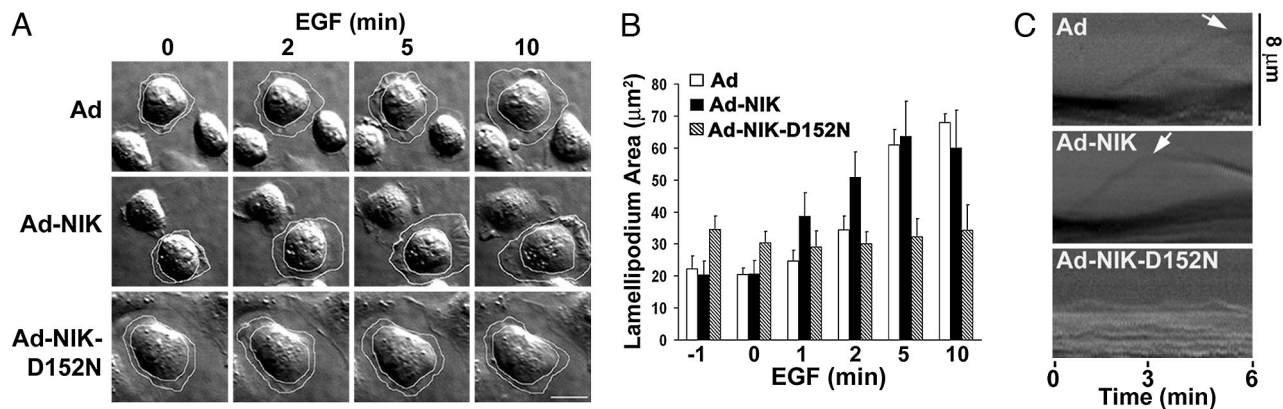 A
EGF (min)
0 2 5 10
Ad
Ad-NIK
Ad-NIK-
D152N
B
Lamellipodium Area (μm²)
80
70
60
50
40
30
20
10
0
Ad
Ad-NIK
Ad-NIK-D152N
-1 0 1 2 5 10
EGF (min)
C
Ad
Ad-NIK
Ad-NIK-D152N
8 μm
0 3 6
Time (min)